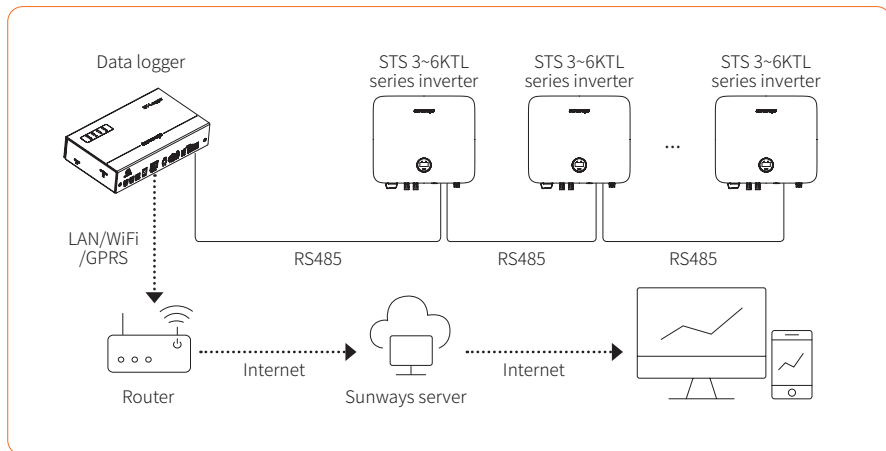 Data logger
STS 3~6KTL
series inverter
STS 3~6KTL
series inverter
STS 3~6KTL
series inverter
...
LAN/WiFi
/GPRS
RS485
RS485
RS485
Internet
Internet
Router
Sunways server